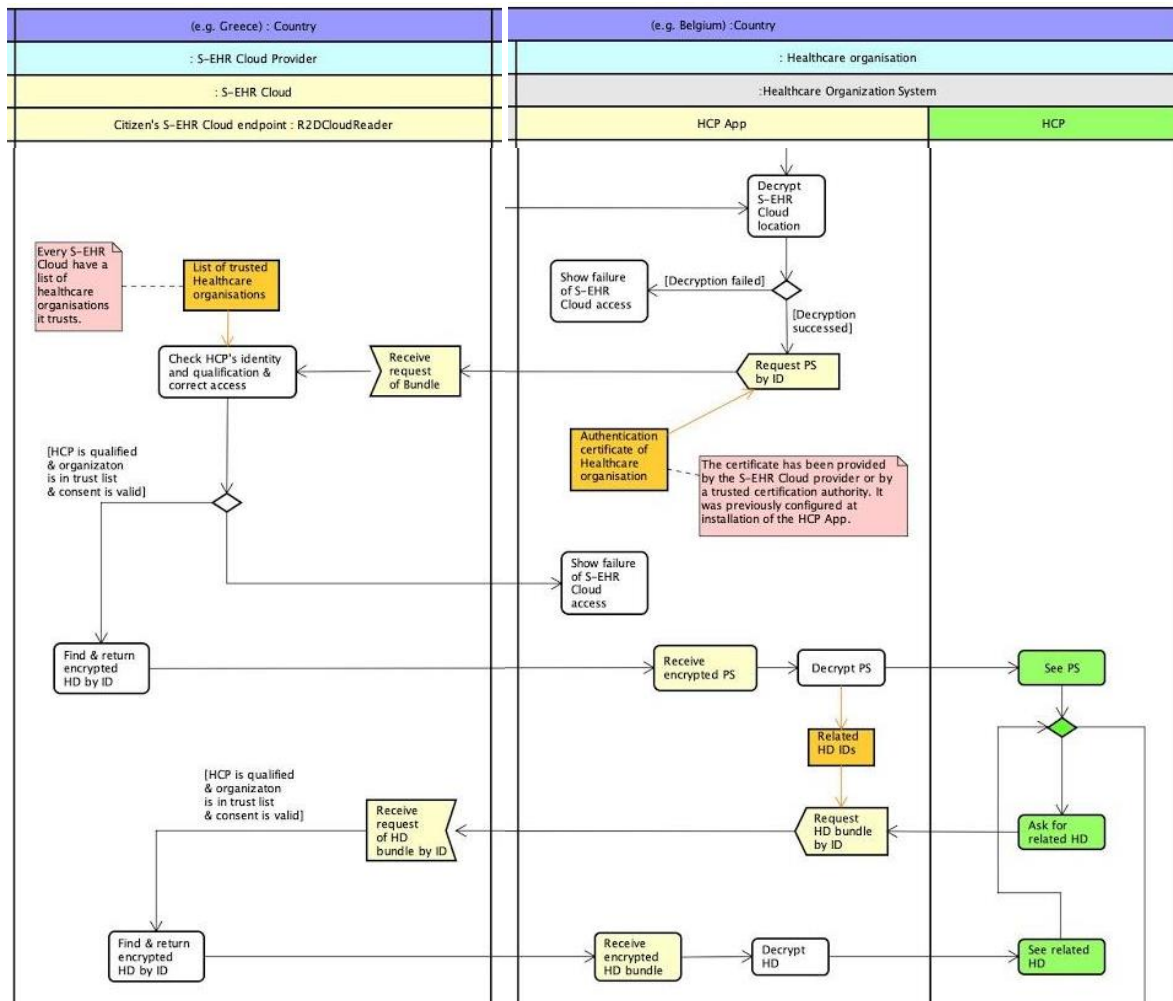 (e.g. Greece) : Country
(e.g. Belgium) :Country
: S-EHR Cloud Provider
: Healthcare organisation
: S-EHR Cloud
:Healthcare Organization System
Citizen's S-EHR Cloud endpoint : R2DCloudReader
HCP App
HCP
Decrypt
S-EHR
Cloud
location
Every S-EHR
Cloud have a
list of
healthcare
organisations
it trusts.
List of trusted
Healthcare
organisations
Show failure
of S-EHR
Cloud access
[Decryption failed]
[Decryption
successed]
Check HCP's identity
and qualification &
correct access
Receive
request
of Bundle
Request PS
by ID
Authentication
certificate of
Healthcare
organisation
The certificate has been provided
by the S-EHR Cloud provider or by
a trusted certification authority. It
was previously configured at
installation of the HCP App.
[HCP is qualified
& organizaton
is in trust list
& consent is valid]
Show failure
of S-EHR
Cloud
access
Find & return
encrypted
HD by ID
Receive
encrypted PS
Decrypt PS
See PS
Related
HD IDs
[HCP is qualified
& organizaton
is in trust list
& consent is valid]
Receive
request
of HD
bundle by ID
Request
HD bundle
by ID
Ask for
related HD
Find & return
encrypted
HD by ID
Receive
encrypted
HD bundle
Decrypt
HD
See related
HD